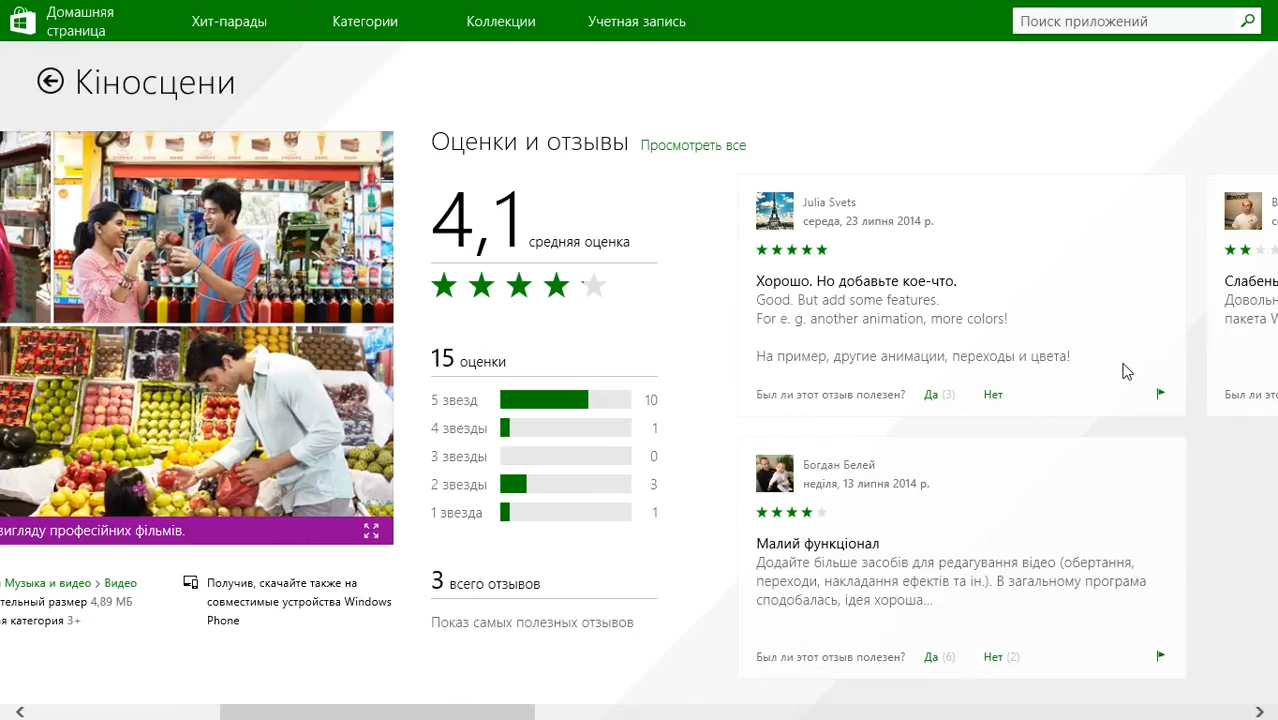 Домашняя
страница
Хит-парады
Категории
Коллекции
Учетная запись
Поиск приложений
Кіносцени
вигляду професійних фільмів.
Музыка и видео > Видео
тельный размер 4,89 МБ
ая категория 3+
Получив, скачайте также на
совместимые устройства Windows
Phone
Оценки и отзывы Просмотреть все
4,1 средняя оценка
15 оценки
5 звезд 10
4 звезды 1
3 звезды 0
2 звезды 3
1 звезда 1
3 всего отзывов
Показ самых полезных отзывов
Julia Svets
середа, 23 липня 2014 р.
Хорошо. Но добавьте кое-что.
Good. But add some features.
For e. g. another animation, more colors!
На пример, другие анимации, переходы и цвета!
Был ли этот отзыв полезен? Да (3) Нет
Богдан Белей
неділя, 13 липня 2014 р.
Малий функціонал
Додайте більше засобів для редагування відео (обертання,
переходи, накладання ефектів та ін.). В загальному програма
сподобалась, ідея хороша...
Был ли этот отзыв полезен? Да (6) Нет (2)
Слабень
Доволь
пакета W
Был ли эт